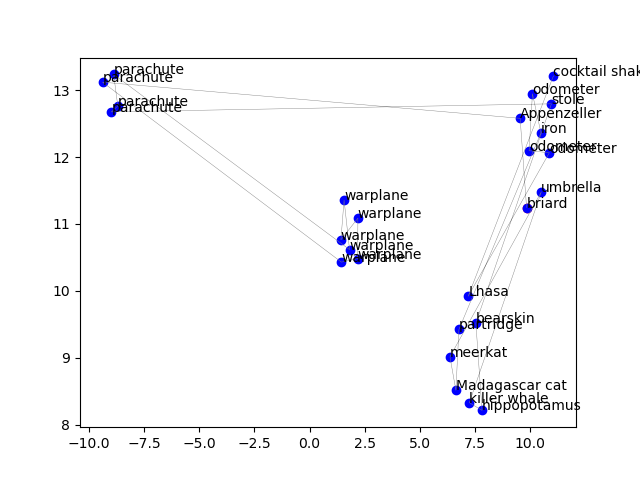 cocktail shak
parachute
parachute
odometer
stole
parachute
parachute
Appenzeller
iron
odometer
odometer
umbrella
briard
warplane
warplane
warplane
warplane
warplane
warplane
Lhasa
bearskin
partridge
meerkat
Madagascar cat
killer whale
hippopotamus
13
12
11
10
9
8
−10.0 −7.5 −5.0 −2.5 0.0 2.5 5.0 7.5 10.0